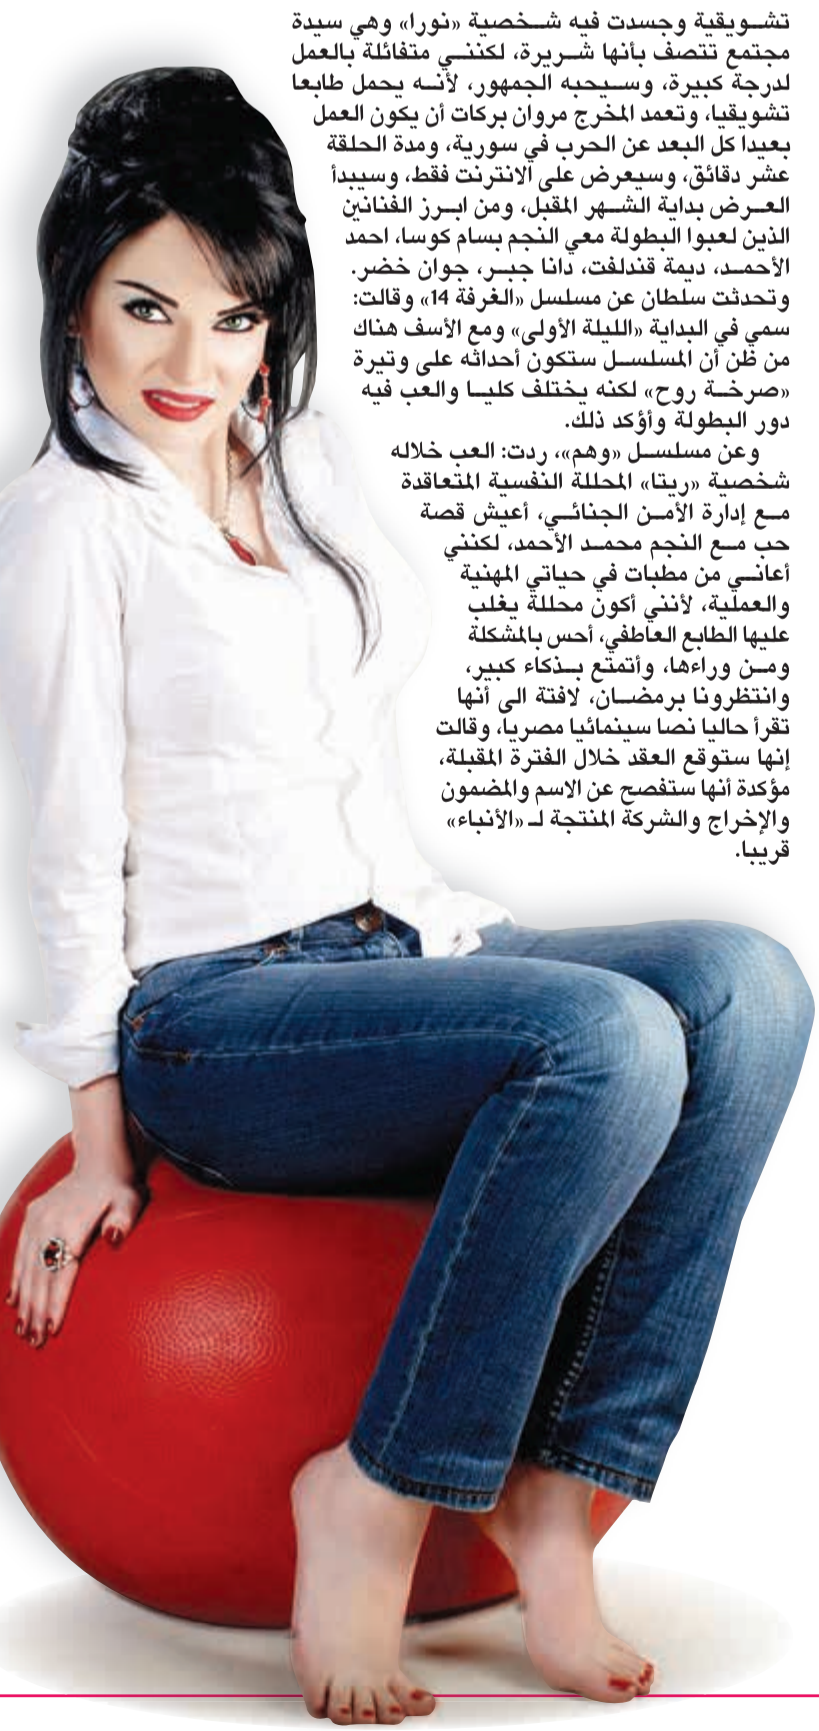 تشويقية وجسدت فيه شخصية «نورا» وهي سيدة
مجتمع تتصف بأنها شريرة، لكنني متفائلة بالعمل
لدرجة كبيرة، وسيحبه الجمهور، لأنه يحمل طابعا
تشويقيا، وتعمد المخرج مروان بركات أن يكون العمل
بعيدا كل البعد عن الحرب في سورية، ومدة الحلقة
عشر دقائق، وسيعرض على الانترنت فقط، وسيبدأ
العرض بداية الشهر المقبل، ومن ابرز الفنانين
الذين لعبوا البطولة معي النجم بسام كوسا، احمد
الأحمد، ديمة قندلفت، دانا جبر، جوان خضر.
وتحدثت سلطان عن مسلسل «الغرفة 14» وقالت:
سمي في البداية «الليلة الأولى» ومع الأسف هناك
من ظن أن المسلسل ستكون أحداثه على وتيرة
«صرخة روح» لكنه يختلف كليا والعب فيه
دور البطولة وأؤكد ذلك.
وعن مسلسل «وهم»، ردت: العب خلاله
شخصية «ريتا» المحللة النفسية المتعاقدة
مع إدارة الأمن الجنائي، أعيش قصة
حب مع النجم محمد الأحمد، لكنني
أعاني من مطبات في حياتي المهنية
والعملية، لأنني أكون محللة يغلب
عليها الطابع العاطفي، أحس بالمشكلة
ومن وراءها، وأتمتع بذكاء كبير،
وانتظرونا برمضان، لافتة الى أنها
تقرأ حاليا نصا سينمائيا مصريا، وقالت
إنها ستوقع العقد خلال الفترة المقبلة،
مؤكدة أنها ستفصح عن الاسم والمضمون
والإخراج والشركة المنتجة لـ «الأنباء»
قريبا.